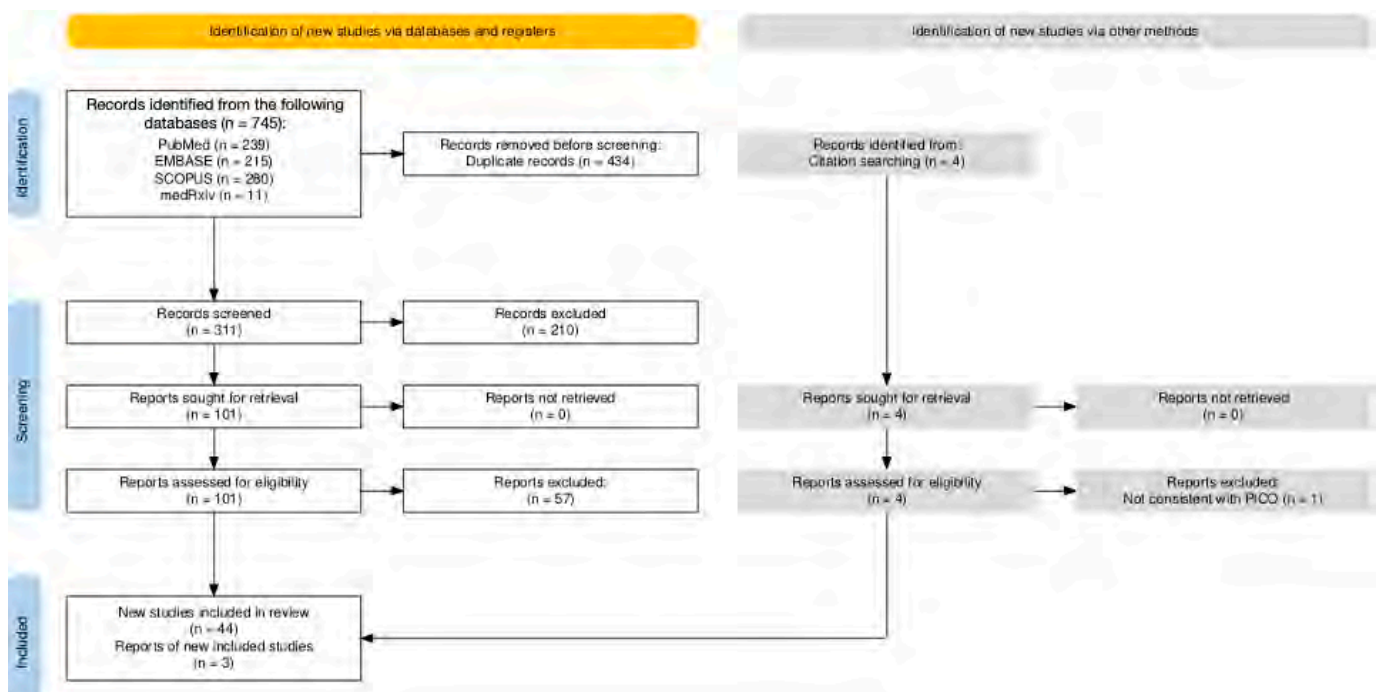 Identification of new studies via databases and registers
Identification of new studies via other methods
Identification
Records identified from the following
databases (n = 745):
PubMed (n = 239)
EMBASE (n = 215)
SCOPUS (n = 280)
medRxiv (n = 11)
Records removed before screening:
Duplicate records (n = 434)
Records identified from:
Citation searching (n = 4)
Screening
Records screened
(n = 311)
Records excluded
(n = 210)
Reports sought for retrieval
(n = 101)
Reports not retrieved
(n = 0)
Reports sought for retrieval
(n = 4)
Reports not retrieved
(n = 0)
Reports assessed for eligibility
(n = 101)
Reports excluded:
(n = 57)
Reports assessed for eligibility
(n = 4)
Reports excluded:
Not consistent with PICO (n = 1)
Included
New studies included in review
(n = 44)
Reports of new included studies
(n = 3)